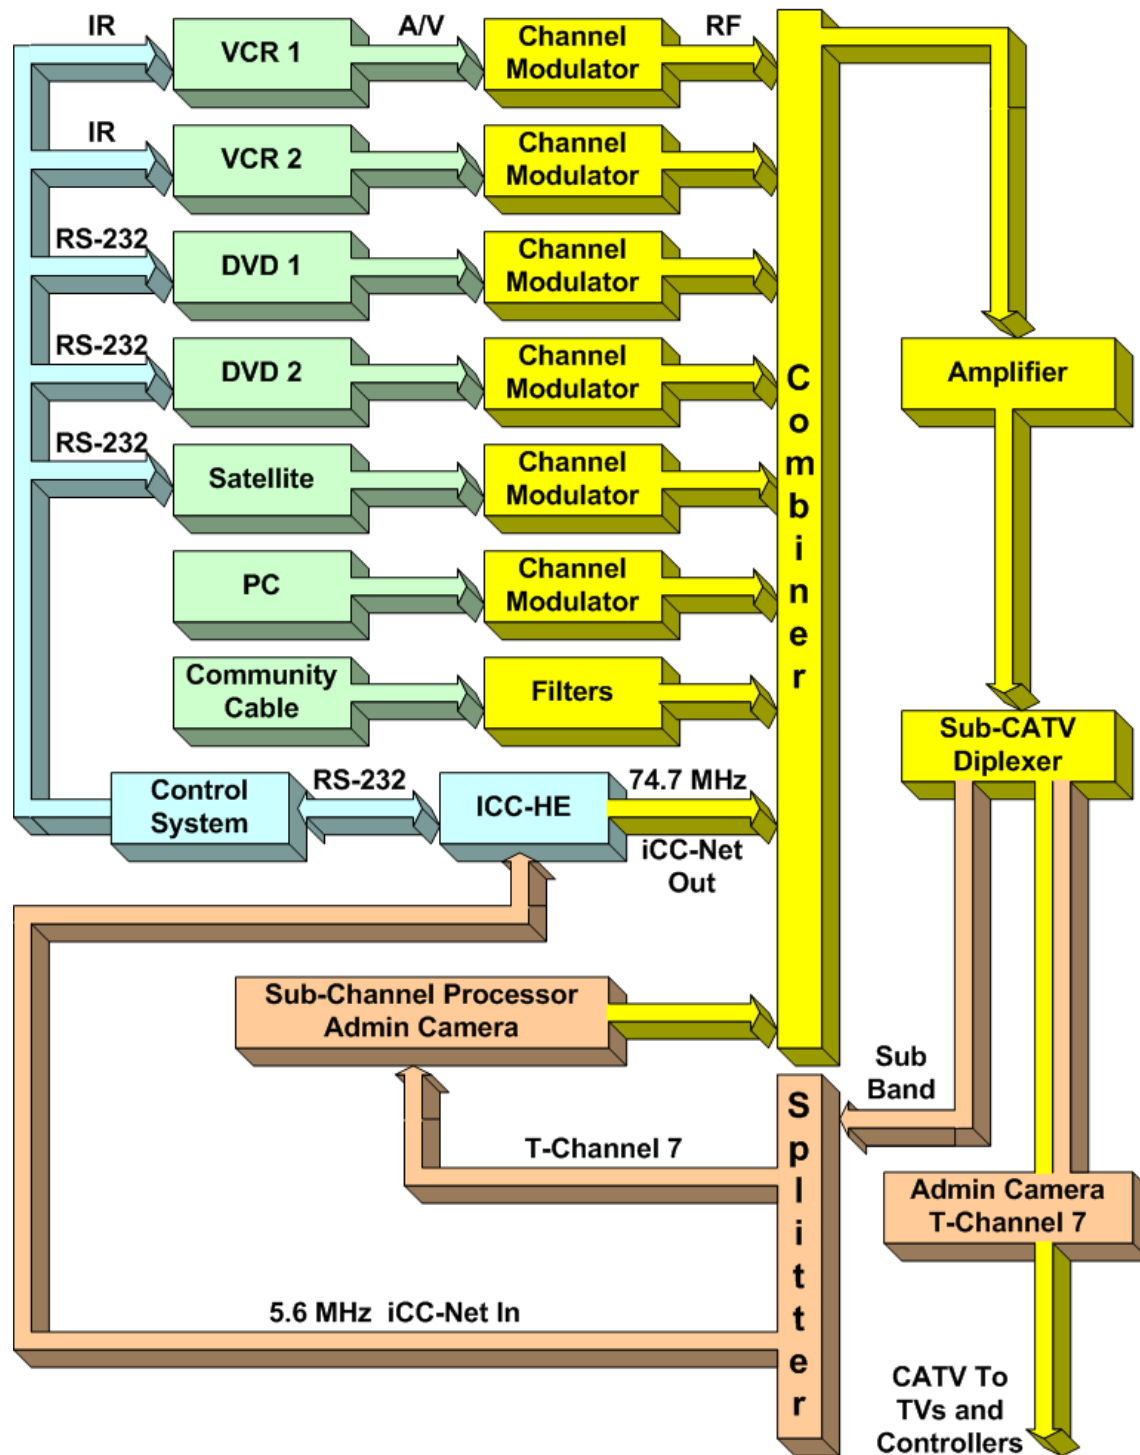 IR
A/V
RF
VCR 1
Channel
Modulator
IR
VCR 2
Channel
Modulator
RS-232
DVD 1
Channel
Modulator
RS-232
DVD 2
Channel
Modulator
Combiner
Amplifier
RS-232
Satellite
Channel
Modulator
PC
Channel
Modulator
Community
Cable
Filters
Sub-CATV
Diplexer
Control
System
RS-232
ICC-HE
74.7 MHz
iCC-Net
Out
Sub-Channel Processor
Admin Camera
Sub
Band
Splitter
T-Channel 7
Admin Camera
T-Channel 7
5.6 MHz iCC-Net In
CATV To
TVs and
Controllers